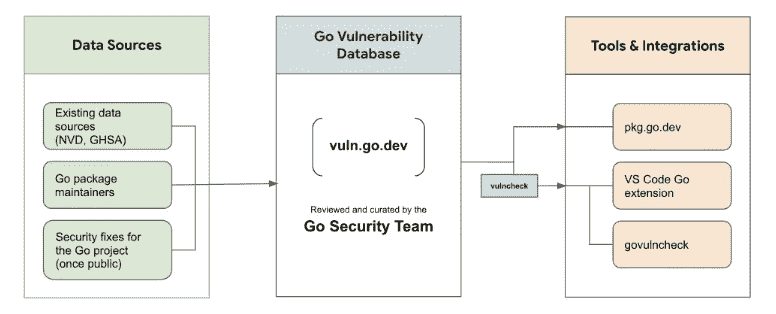 Data Sources
Existing data
sources
(NVD, GHSA)
Go package
maintainers
Security fixes for
the Go project
(once public)
Go Vulnerability
Database
vuln.go.dev
Reviewed and curated by the
Go Security Team
vulncheck
Tools & Integrations
pkg.go.dev
VS Code Go
extension
govulncheck